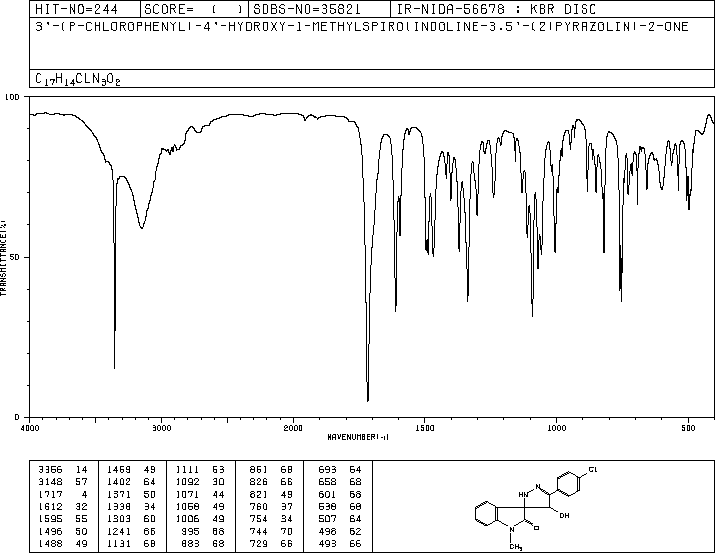 HIT-NO=244 SCORE= ( ) SDBS-NO=35821 IR-NIDA-56678 : KBR DISC
3'-(P-CHLOROPHENYL)-4'-HYDROXY-1-METHYLSPIRO(INDOLINE-3.5'-(2)PYRAZOLIN)-2-ONE
C17H14CLN3O2
100
50
0
TRANSMITTANCE(%)
4000 3000 2000 1500 1000 500
WAVENUMBER(-1)
3366 14 1469 49 1111 53 861 68 693 64
3148 57 1402 64 1092 30 826 66 658 68
1717 4 1371 50 1071 44 821 49 601 68
1612 32 1338 34 1058 49 760 37 538 68
1595 55 1303 60 1006 49 754 34 507 64
1496 50 1241 66 995 68 744 70 498 62
1488 49 1131 68 883 68 729 66 493 66
Cl
HN N
OH
O
N
CH3